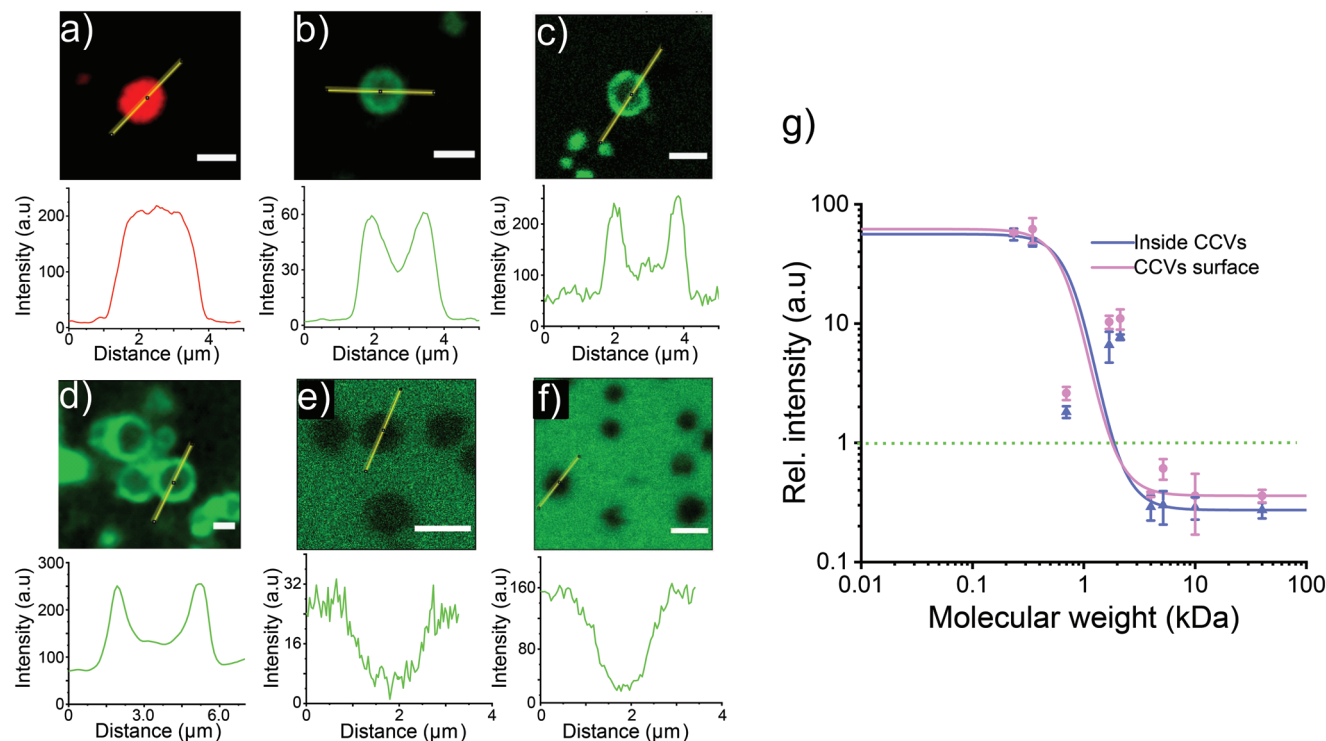 a)
b)
c)
Intensity (a.u)
200
100
0
0
2
4
Distance (µm)
Intensity (a.u)
60
30
0
0
2
4
Distance (µm)
Intensity (a.u)
200
100
0
0
2
4
Distance (µm)
d)
e)
f)
Intensity (a.u)
300
200
100
0
0
3.0
6.0
Distance (µm)
Intensity (a.u)
32
24
16
8
0
0
2
4
Distance (µm)
Intensity (a.u)
160
80
0
0
2
4
Distance (µm)
g)
Rel. intensity (a.u)
100
10
1
0.1
Inside CCVs
CCVs surface
0.01
0.1
1
10
100
Molecular weight (kDa)